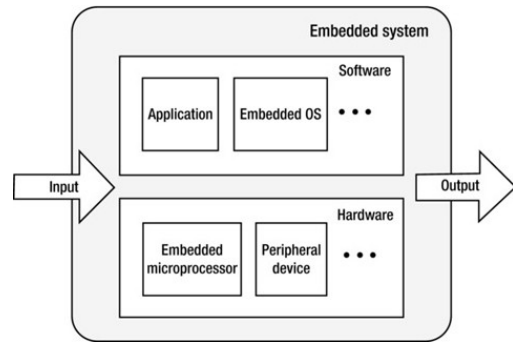 Embedded system
Software
Application
Embedded OS
• • •
Input
Output
Hardware
Embedded
microprocessor
Peripheral
device
• • •